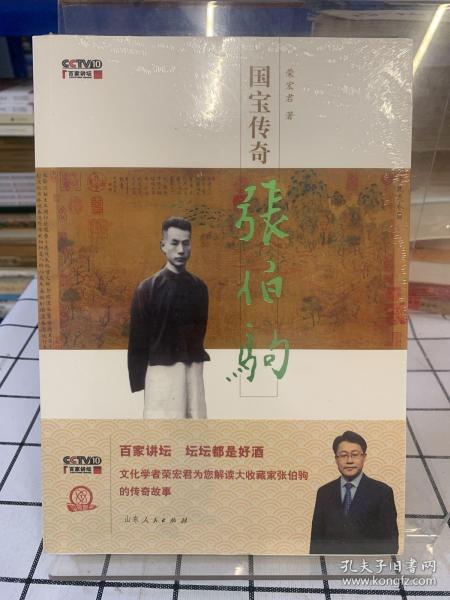 CCTV10
百家讲坛
国宝传奇
荣宏君 著
張伯駒
CCTV10
百家讲坛
百家讲坛 坛坛都是好酒
文化学者荣宏君为您解读大收藏家张伯驹
的传奇故事
山东人民出版社
孔夫子旧书网
www.kongfz.com